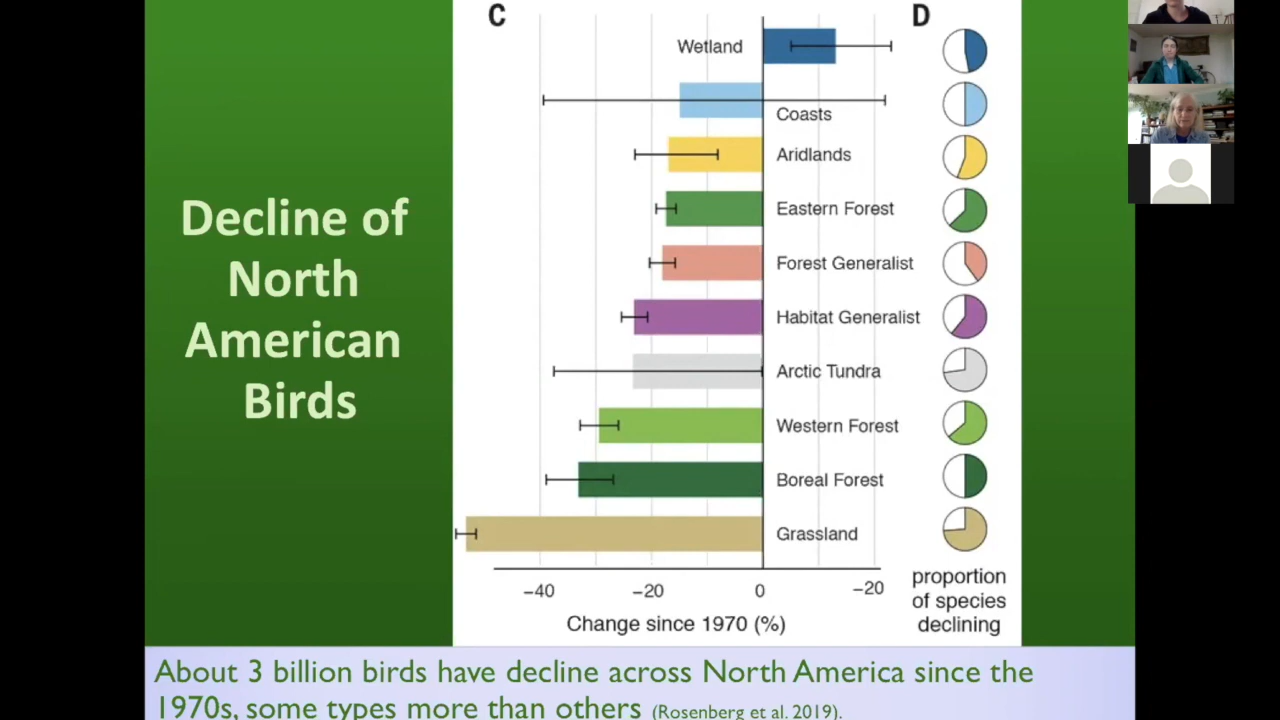 Decline of
North
American
Birds
C
D
Wetland
Coasts
Aridlands
Eastern Forest
Forest Generalist
Habitat Generalist
Arctic Tundra
Western Forest
Boreal Forest
Grassland
−40
−20
0
−20
Change since 1970 (%)
proportion
of species
declining
About 3 billion birds have decline across North America since the
1970s, some types more than others (Rosenberg et al. 2019).